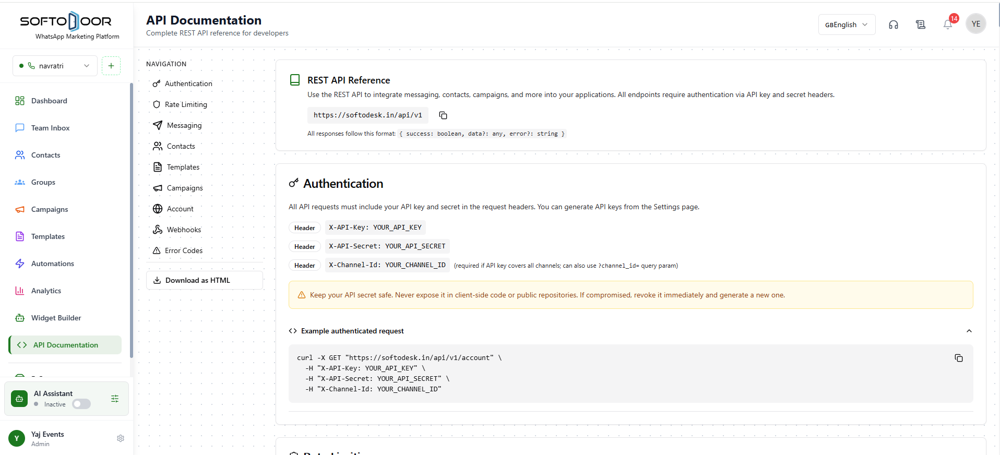 SOFTODOOR
WhatsApp Marketing Platform
navratri
Dashboard
Team Inbox
Contacts
Groups
Campaigns
Templates
Automations
Analytics
Widget Builder
API Documentation
AI Assistant
Inactive
Y
Yaj Events
Admin
API Documentation
Complete REST API reference for developers
GBEnglish
14
YE
NAVIGATION
Authentication
Rate Limiting
Messaging
Contacts
Templates
Campaigns
Account
Webhooks
Error Codes
Download as HTML
REST API Reference
Use the REST API to integrate messaging, contacts, campaigns, and more into your applications. All endpoints require authentication via API key and secret headers.
https://softodesk.in/api/v1
All responses follow this format: { success: boolean, data?: any, error?: string }
Authentication
All API requests must include your API key and secret in the request headers. You can generate API keys from the Settings page.
Header X-API-Key: YOUR_API_KEY
Header X-API-Secret: YOUR_API_SECRET
Header X-Channel-Id: YOUR_CHANNEL_ID (required if API key covers all channels; can also use ?channel_id= query param)
Keep your API secret safe. Never expose it in client-side code or public repositories. If compromised, revoke it immediately and generate a new one.
<> Example authenticated request
curl -X GET "https://softodesk.in/api/v1/account" \
-H "X-API-Key: YOUR_API_KEY" \
-H "X-API-Secret: YOUR_API_SECRET" \
-H "X-Channel-Id: YOUR_CHANNEL_ID"